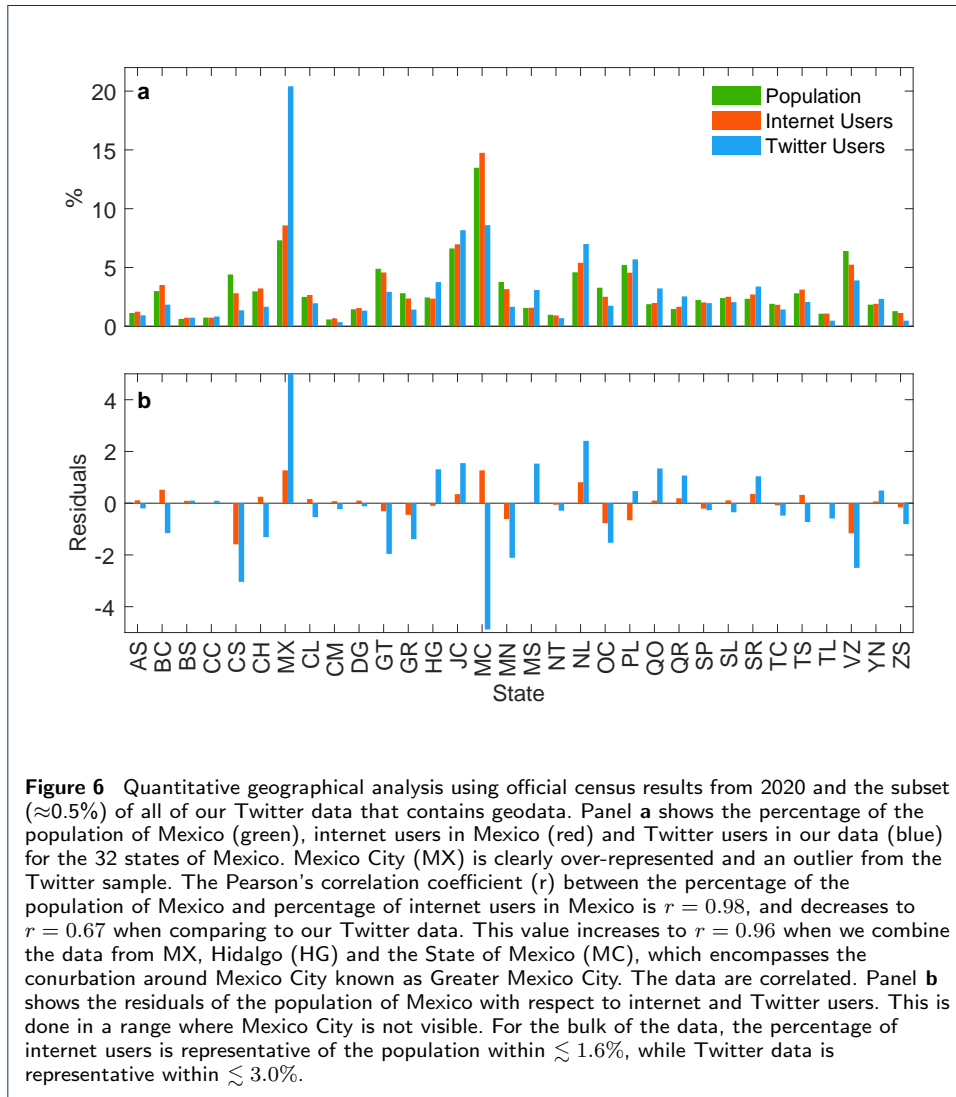 a
Population
Internet Users
Twitter Users
20
15
10
5
0
%
b
4
2
0
-2
-4
Residuals
AS BC BS CC CS CH MX CL CM DG GT GR HG JC MC MN MS NT NL OC PL QO QR SP SL SR TC TS TL VZ YN ZS
State
Figure 6 Quantitative geographical analysis using official census results from 2020 and the subset
(≈0.5%) of all of our Twitter data that contains geodata. Panel a shows the percentage of the
population of Mexico (green), internet users in Mexico (red) and Twitter users in our data (blue)
for the 32 states of Mexico. Mexico City (MX) is clearly over-represented and an outlier from the
Twitter sample. The Pearson's correlation coefficient (r) between the percentage of the
population of Mexico and percentage of internet users in Mexico is r = 0.98, and decreases to
r = 0.67 when comparing to our Twitter data. This value increases to r = 0.96 when we combine
the data from MX, Hidalgo (HG) and the State of Mexico (MC), which encompasses the
conurbation around Mexico City known as Greater Mexico City. The data are correlated. Panel b
shows the residuals of the population of Mexico with respect to internet and Twitter users. This is
done in a range where Mexico City is not visible. For the bulk of the data, the percentage of
internet users is representative of the population within ≲ 1.6%, while Twitter data is
representative within ≲ 3.0%.